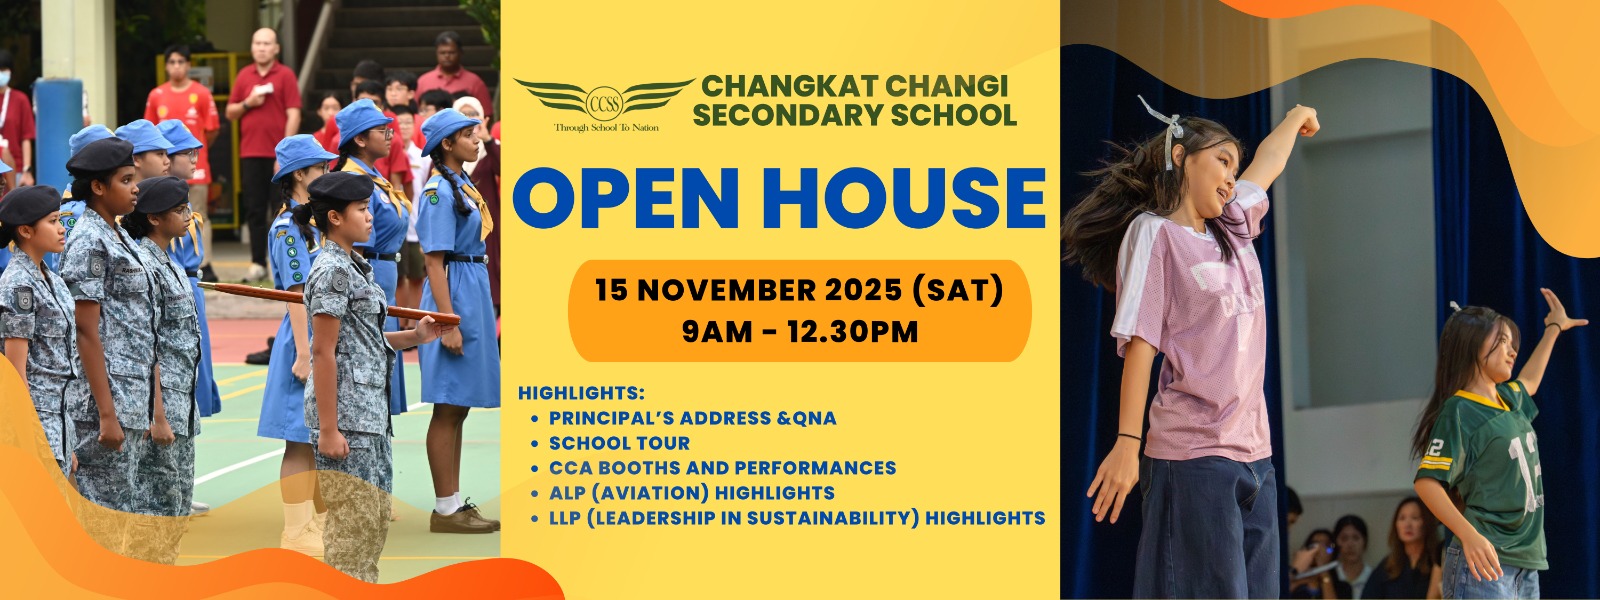 CCSS
Through School To Nation
CHANGKAT CHANGI
SECONDARY SCHOOL
OPEN HOUSE
15 NOVEMBER 2025 (SAT)
9AM - 12.30PM
HIGHLIGHTS:
• PRINCIPAL'S ADDRESS &QNA
• SCHOOL TOUR
• CCA BOOTHS AND PERFORMANCES
• ALP (AVIATION) HIGHLIGHTS
• LLP (LEADERSHIP IN SUSTAINABILITY) HIGHLIGHTS
12
2